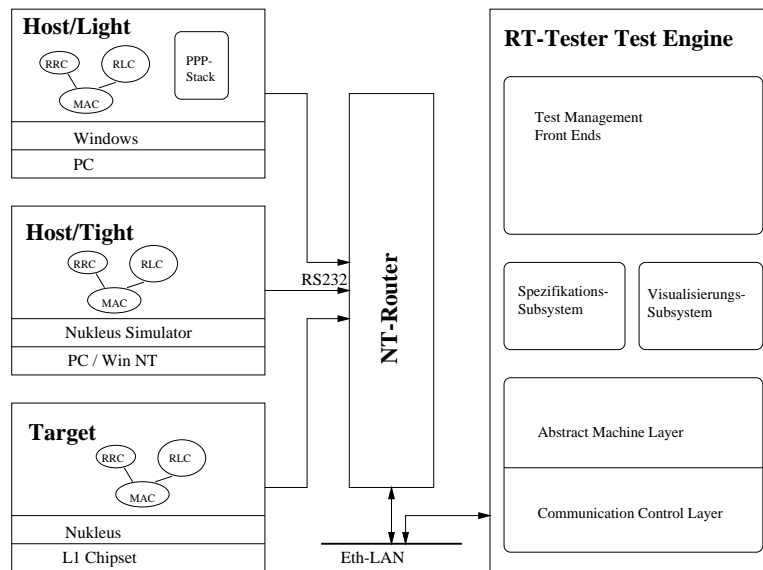 Host/Light
RRC
RLC
MAC
PPP-
Stack
Windows
PC
Host/Tight
RRC
RLC
MAC
Nukleus Simulator
PC / Win NT
Target
RRC
RLC
MAC
Nukleus
L1 Chipset
RS232
NT-Router
Eth-LAN
RT-Tester Test Engine
Test Management
Front Ends
Spezifikations-
Subsystem
Visualisierungs-
Subsystem
Abstract Machine Layer
Communication Control Layer